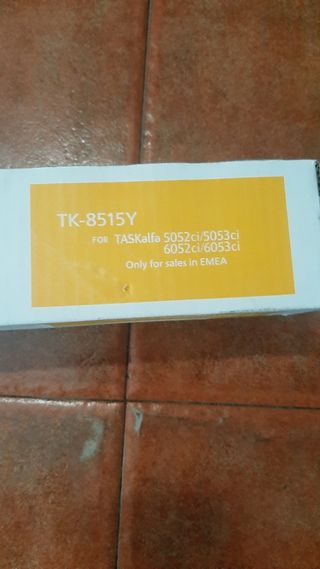 TK-8515Y
FOR TASKalfa 5052ci/5053ci
6052ci/6053ci
Only for sales in EMEA